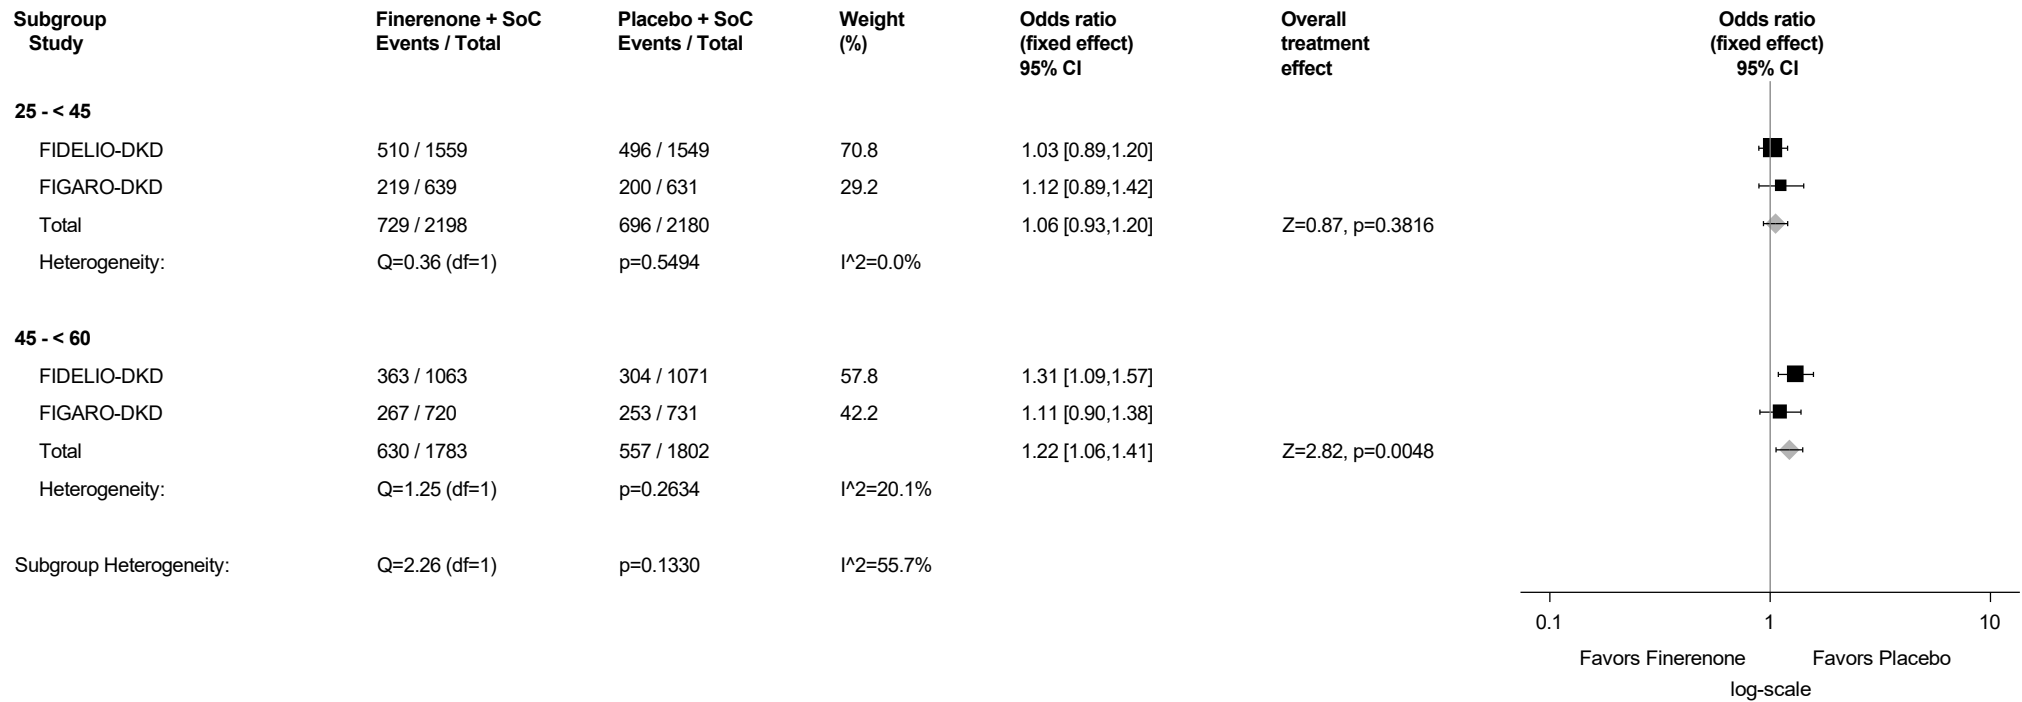 Subgroup Finerenone + SoC Placebo + SoC Weight Odds ratio Overall Odds ratio
Study Events / Total Events / Total (%) (fixed effect) treatment (fixed effect)
95% CI effect 95% CI
25 - < 45
FIDELIO-DKD 510 / 1559 496 / 1549 70.8 1.03 [0.89,1.20]
FIGARO-DKD 219 / 639 200 / 631 29.2 1.12 [0.89,1.42]
Total 729 / 2198 696 / 2180 1.06 [0.93,1.20] Z=0.87, p=0.3816
Heterogeneity: Q=0.36 (df=1) p=0.5494 I^2=0.0%
45 - < 60
FIDELIO-DKD 363 / 1063 304 / 1071 57.8 1.31 [1.09,1.57]
FIGARO-DKD 267 / 720 253 / 731 42.2 1.11 [0.90,1.38]
Total 630 / 1783 557 / 1802 1.22 [1.06,1.41] Z=2.82, p=0.0048
Heterogeneity: Q=1.25 (df=1) p=0.2634 I^2=20.1%
Subgroup Heterogeneity: Q=2.26 (df=1) p=0.1330 I^2=55.7%
0.1 1 10
Favors Finerenone Favors Placebo
log-scale